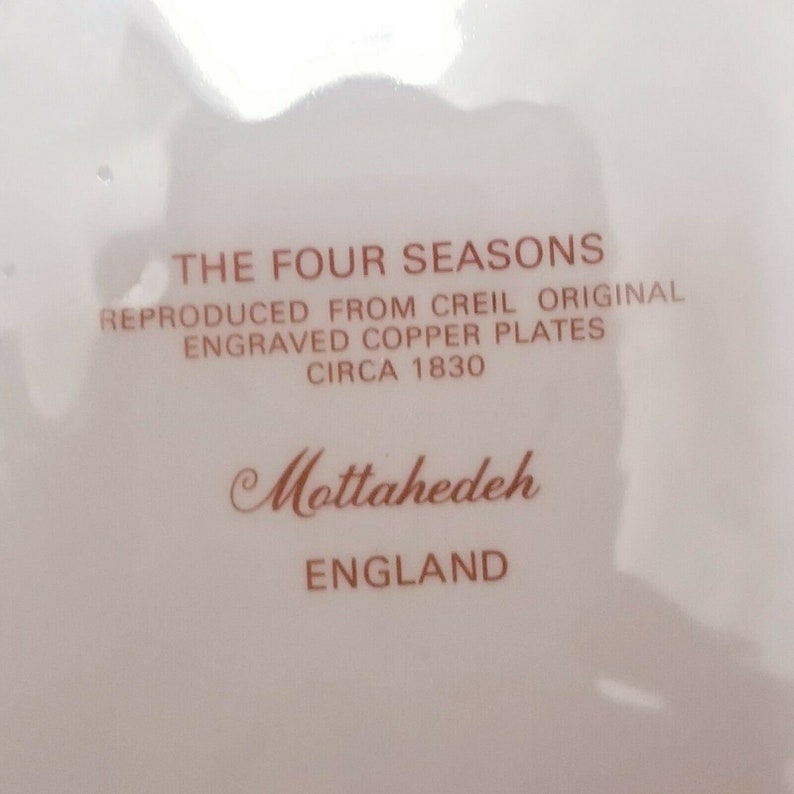 THE FOUR SEASONS
REPRODUCED FROM CREIL ORIGINAL
ENGRAVED COPPER PLATES
CIRCA 1830
Mottahedeh
ENGLAND